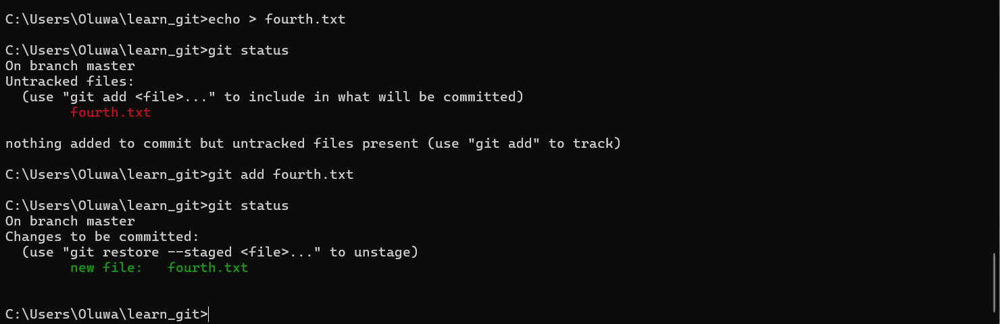 C:\Users\Oluwa\learn_git>echo > fourth.txt
C:\Users\Oluwa\learn_git>git status
On branch master
Untracked files:
  (use "git add <file>..." to include in what will be committed)
        fourth.txt
nothing added to commit but untracked files present (use "git add" to track)
C:\Users\Oluwa\learn_git>git add fourth.txt
C:\Users\Oluwa\learn_git>git status
On branch master
Changes to be committed:
  (use "git restore --staged <file>..." to unstage)
        new file:   fourth.txt
C:\Users\Oluwa\learn_git>